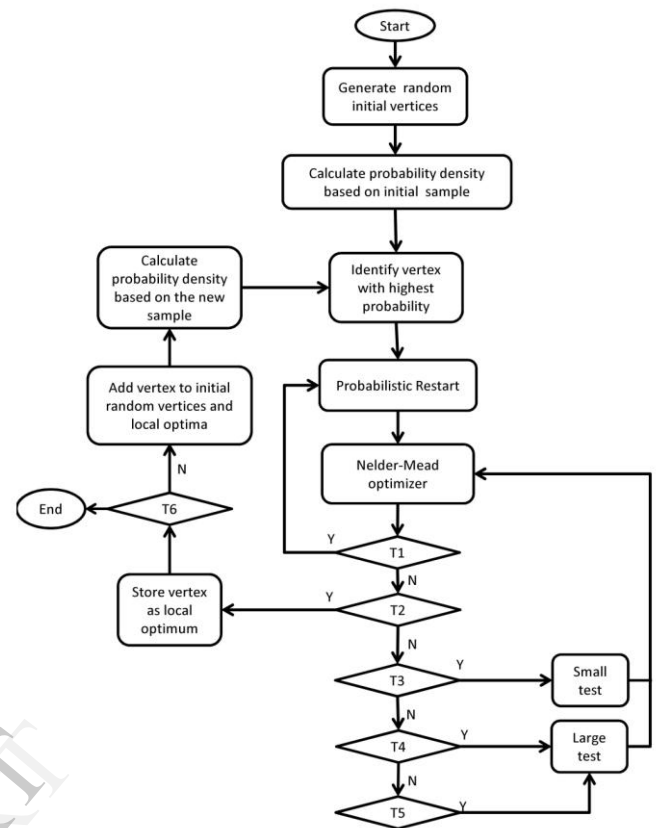 Start
Generate random
initial vertices
Calculate probability density
based on initial sample
Calculate
probability density
based on the new
sample
Identify vertex
with highest
probability
Add vertex to initial
random vertices and
local optima
Probabilistic Restart
N
Nelder-Mead
optimizer
End
T6
Y
T1
N
Store vertex
as local
optimum
Y
T2
N
T3
Y
Small
test
N
T4
Y
Large
test
N
T5
Y